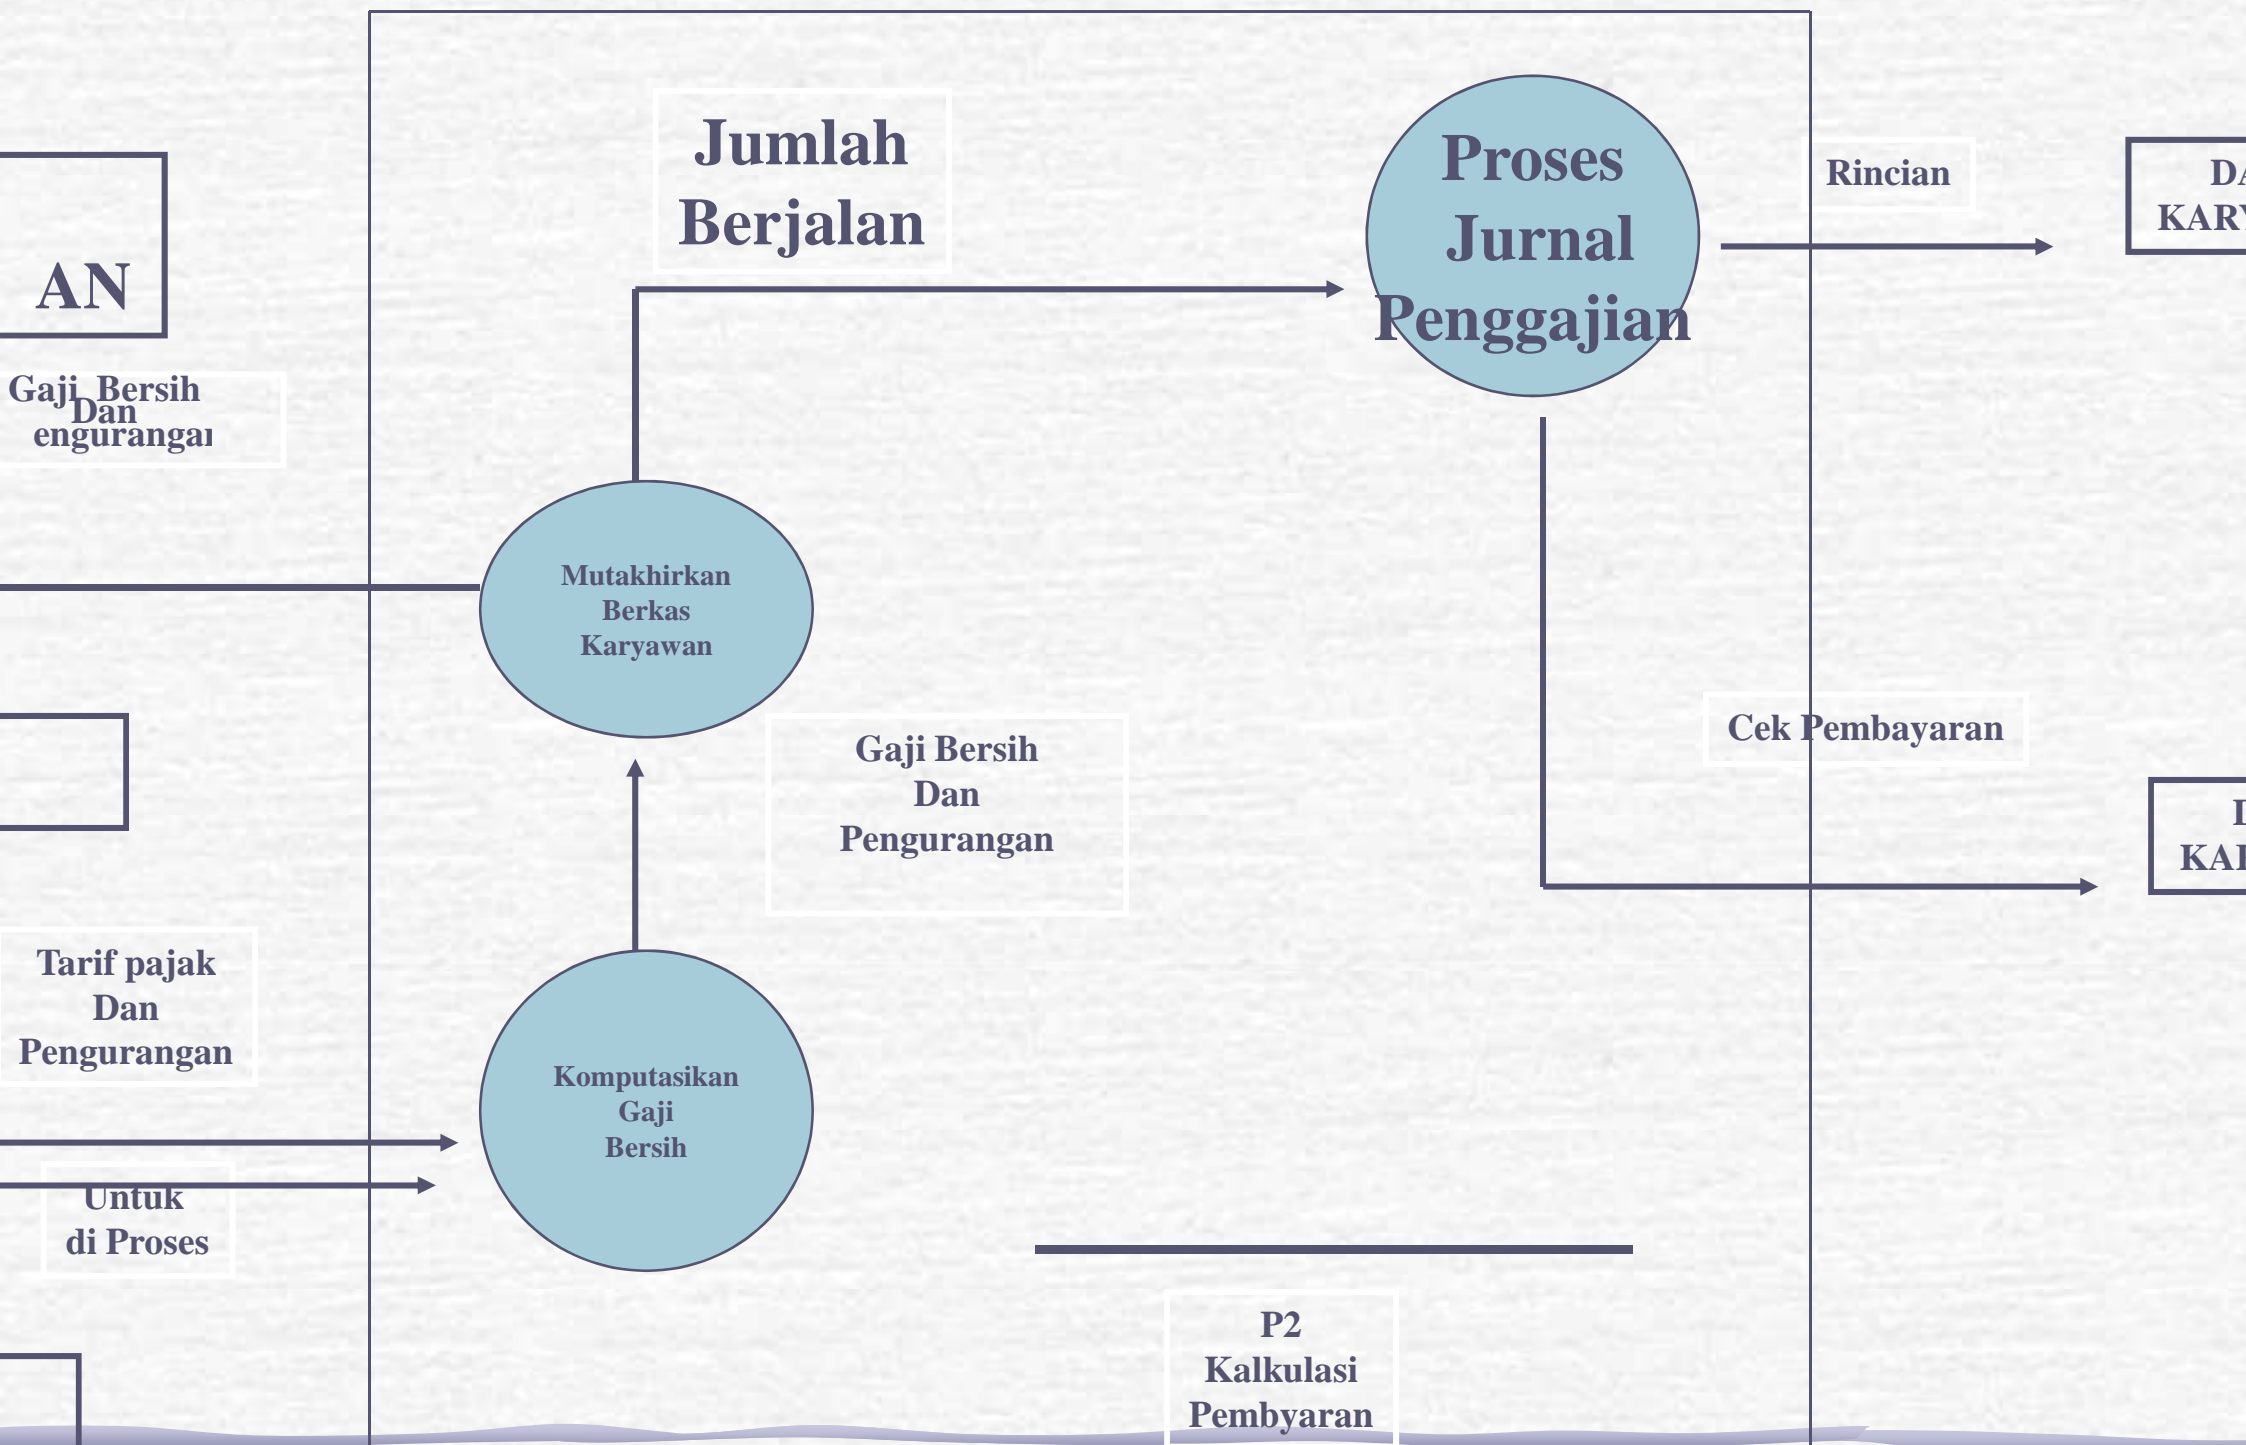 Jumlah
Berjalan
Proses
Jurnal
Penggajian
Rincian
AN
Gaji Bersih
Dan
engurangan
Mutakhirkan
Berkas
Karyawan
Gaji Bersih
Dan
Pengurangan
Cek Pembayaran
Tarif pajak
Dan
Pengurangan
Komputasikan
Gaji
Bersih
Untuk
di Proses
P2
Kalkulasi
Pembyaran